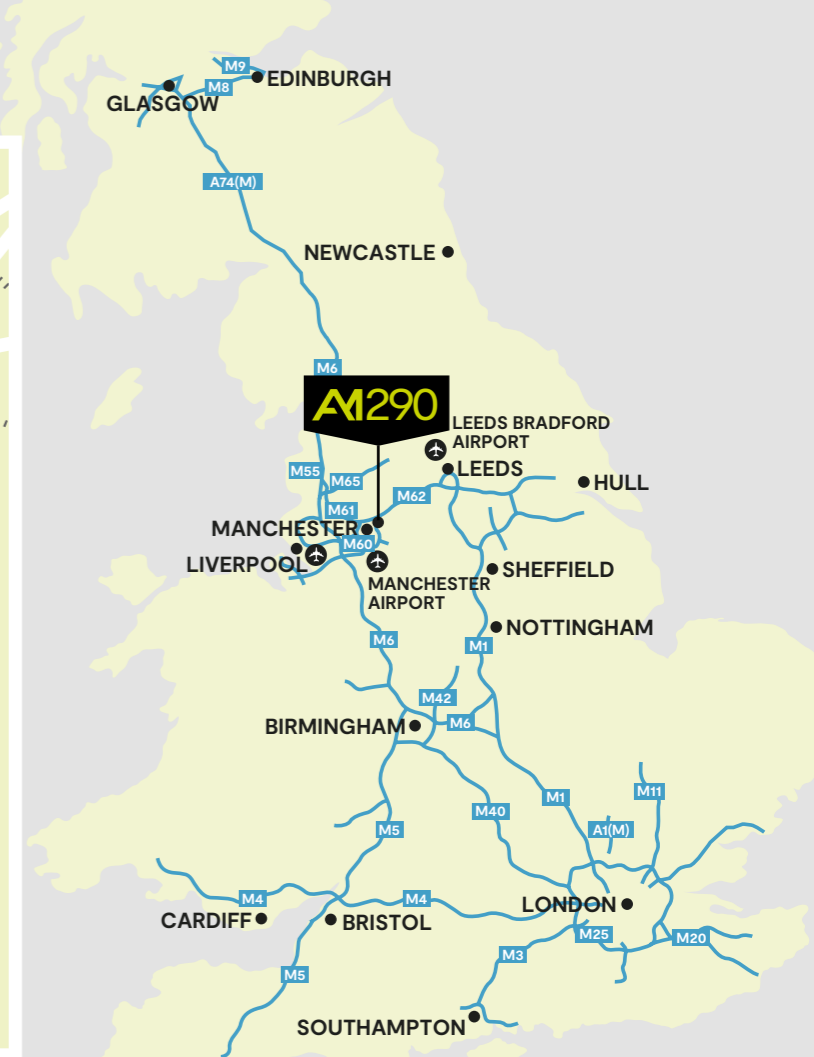 M9
EDINBURGH
M8
GLASGOW
A74(M)
NEWCASTLE
M6
AM290
LEEDS BRADFORD
AIRPORT
LEEDS
M55
M65
HULL
M62
M61
MANCHESTER
M60
LIVERPOOL
SHEFFIELD
MANCHESTER
AIRPORT
NOTTINGHAM
M6
M1
M42
M6
BIRMINGHAM
M11
M1
M40
M5
A1(M)
M4
M4
LONDON
CARDIFF
BRISTOL
M25
M20
M3
M5
SOUTHAMPTON